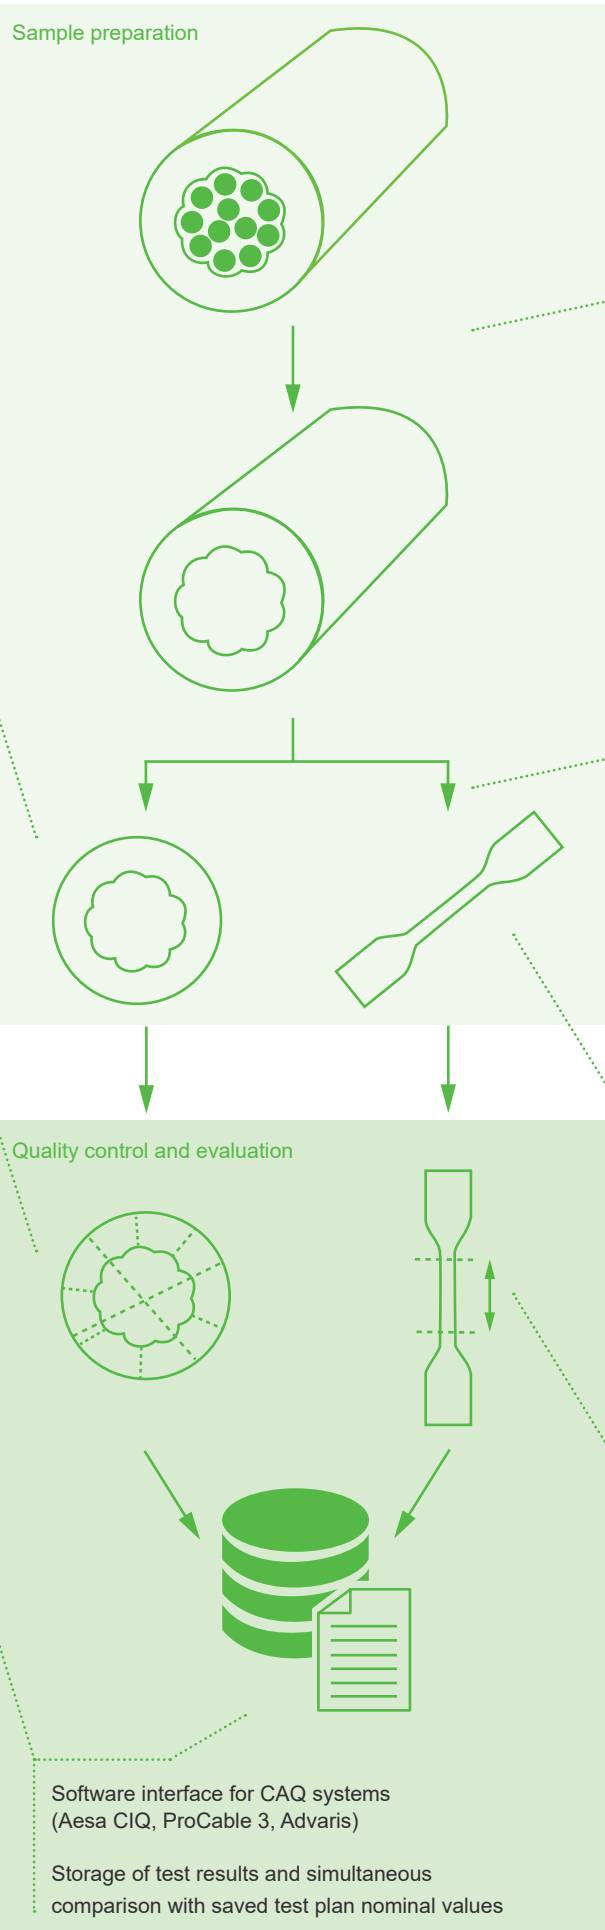 Sample preparation
Quality control and evaluation
Software interface for CAQ systems
(Aesa CIQ, ProCable 3, Advaris)
Storage of test results and simultaneous
comparison with saved test plan nominal values